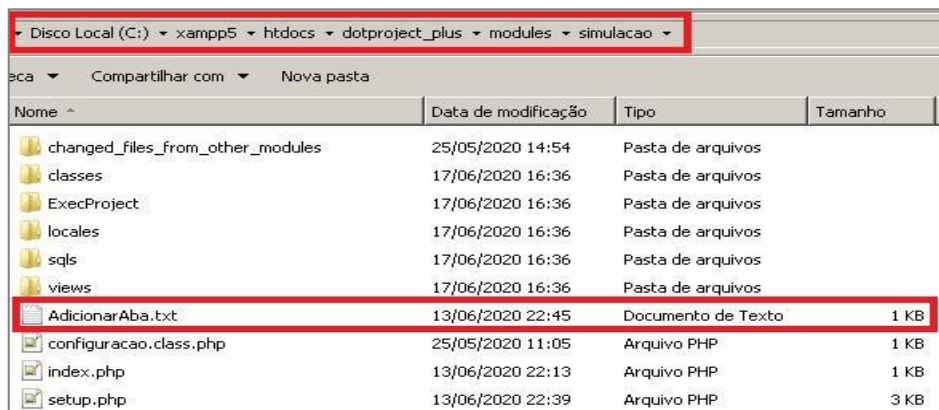 Disco Local (C:) xampp5 htdocs dotproject_plus modules simulacao
eca Compartilhar com Nova pasta
Nome Data de modificação Tipo Tamanho
changed_files_from_other_modules 25/05/2020 14:54 Pasta de arquivos
classes 17/06/2020 16:36 Pasta de arquivos
ExecProject 17/06/2020 16:36 Pasta de arquivos
locales 17/06/2020 16:36 Pasta de arquivos
sqls 17/06/2020 16:36 Pasta de arquivos
views 17/06/2020 16:36 Pasta de arquivos
AdicionarAba.txt 13/06/2020 22:45 Documento de Texto 1 KB
configuracao.class.php 25/05/2020 11:05 Arquivo PHP 1 KB
index.php 13/06/2020 22:13 Arquivo PHP 1 KB
setup.php 13/06/2020 22:39 Arquivo PHP 3 KB